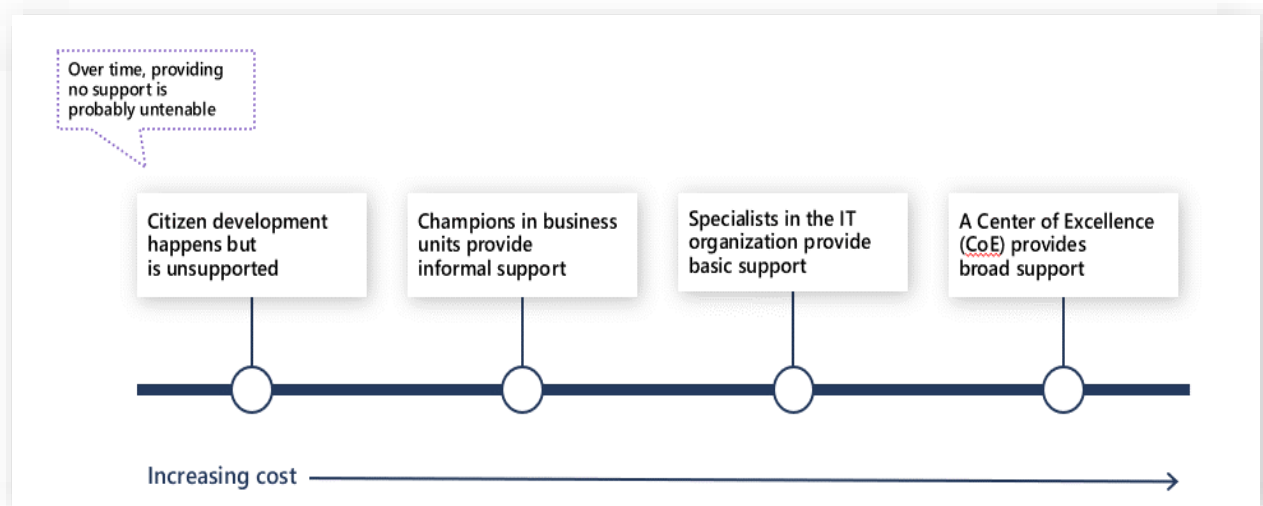 Over time, providing
no support is
probably untenable
Citizen development
happens but
is unsupported
Champions in business
units provide
informal support
Specialists in the IT
organization provide
basic support
A Center of Excellence
(CoE) provides
broad support
Increasing cost